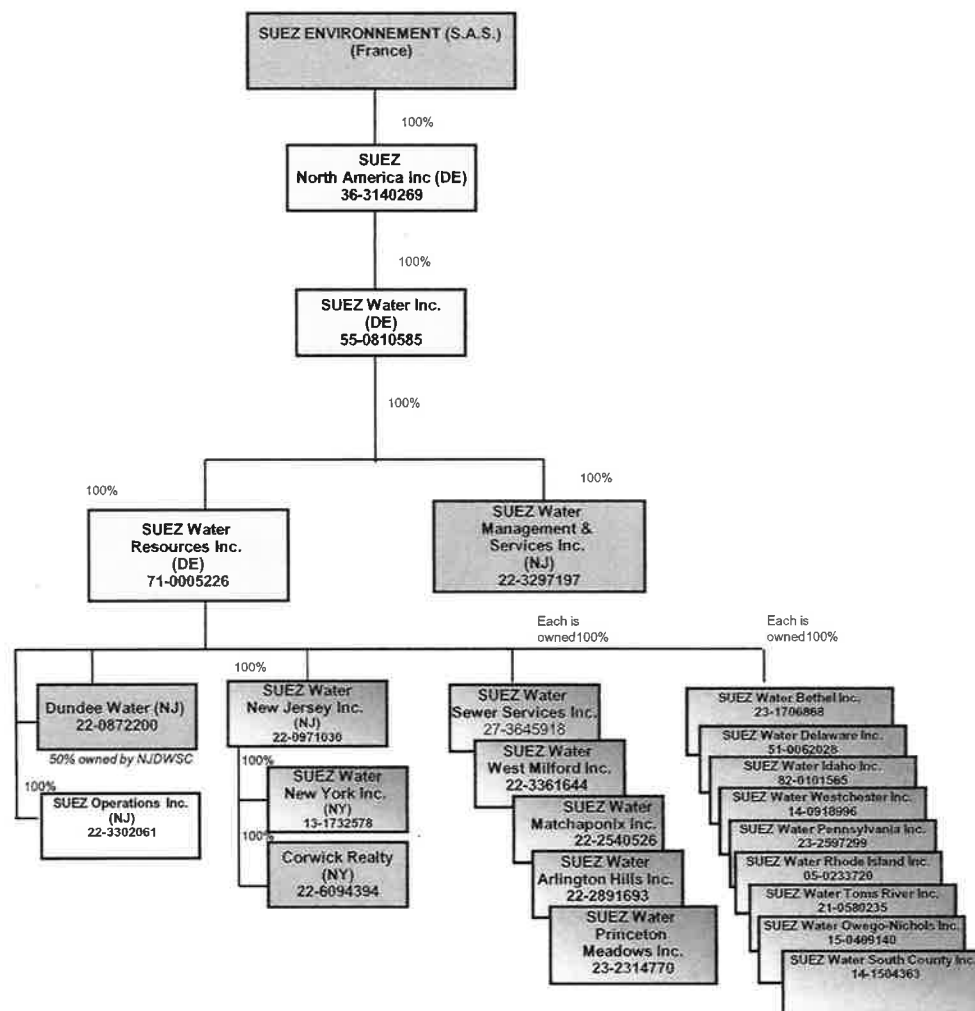 SUEZ ENVIRONNEMENT (S.A.S.)
(France)
100%
SUEZ
North America Inc (DE)
36-3140269
100%
SUEZ Water Inc.
(DE)
55-0810585
100%
100%
SUEZ Water
Resources Inc.
(DE)
71-0005226
100%
SUEZ Water
Management &
Services Inc.
(NJ)
22-3297197
Each is
owned100%
Each is
owned100%
Dundee Water (NJ)
22-0872200
50% owned by NJDWSC
100%
SUEZ Operations Inc.
(NJ)
22-3302061
100%
SUEZ Water
New Jersey Inc.
(NJ)
22-0971030
100%
SUEZ Water
New York Inc.
(NY)
13-1732578
100%
Corwick Realty
(NY)
22-6094394
SUEZ Water
Sewer Services Inc.
27-3645918
SUEZ Water
West Milford Inc.
22-3361644
SUEZ Water
Matchaponix Inc.
22-2540526
SUEZ Water
Arlington Hills Inc.
22-2891693
SUEZ Water
Princeton
Meadows Inc.
23-2314770
SUEZ Water Bethel Inc.
23-1706868
SUEZ Water Delaware Inc.
51-0062028
SUEZ Water Idaho Inc.
82-0101565
SUEZ Water Westchester Inc.
14-0918996
SUEZ Water Pennsylvania Inc.
23-2597299
SUEZ Water Rhode Island Inc.
05-0233720
SUEZ Water Toms River Inc.
21-0580235
SUEZ Water Owego-Nichols Inc.
15-0409140
SUEZ Water South County Inc.
14-1504363